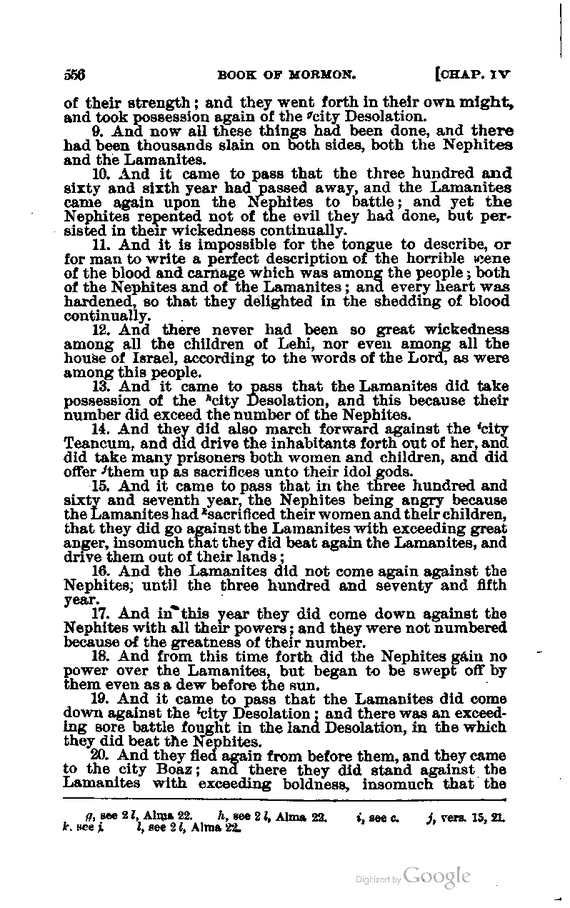 556 BOOK OF MORMON. [CHAP. IV
of their strength; and they went forth in their own might,
and took possession again of the gcity Desolation.
9. And now all these things had been done, and there
had been thousands slain on both sides, both the Nephites
and the Lamanites.
10. And it came to pass that the three hundred and
sixty and sixth year had passed away, and the Lamanites
came again upon the Nephites to battle; and yet the
Nephites repented not of the evil they had done, but per-
sisted in their wickedness continually.
11. And it is impossible for the tongue to describe, or
for man to write a perfect description of the horrible scene
of the blood and carnage which was among the people; both
of the Nephites and of the Lamanites; and every heart was
hardened, so that they delighted in the shedding of blood
continually.
12. And there never had been so great wickedness
among all the children of Lehi, nor even among all the
house of Israel, according to the words of the Lord, as were
among this people.
13. And it came to pass that the Lamanites did take
possession of the hcity Desolation, and this because their
number did exceed the number of the Nephites.
14. And they did also march forward against the icity
Teancum, and did drive the inhabitants forth out of her, and
did take many prisoners both women and children, and did
offer jthem up as sacrifices unto their idol gods.
15. And it came to pass that in the three hundred and
sixty and seventh year, the Nephites being angry because
the Lamanites had ksacrificed their women and their children,
that they did go against the Lamanites with exceeding great
anger, insomuch that they did beat again the Lamanites, and
drive them out of their lands;
16. And the Lamanites did not come again against the
Nephites, until the three hundred and seventy and fifth
year.
17. And in this year they did come down against the
Nephites with all their powers; and they were not numbered
because of the greatness of their number.
18. And from this time forth did the Nephites gain no
power over the Lamanites, but began to be swept off by
them even as a dew before the sun.
19. And it came to pass that the Lamanites did come
down against the lcity Desolation; and there was an exceed-
ing sore battle fought in the land Desolation, in the which
they did beat the Nephites.
20. And they fled again from before them, and they came
to the city Boaz; and there they did stand against the
Lamanites with exceeding boldness, insomuch that the
g, see 2 l, Alma 22. h, see 2 l, Alma 22. i, see c. j, vers. 15, 21.
k. see j. l, see 2 l, Alma 22.
Digitized by Google